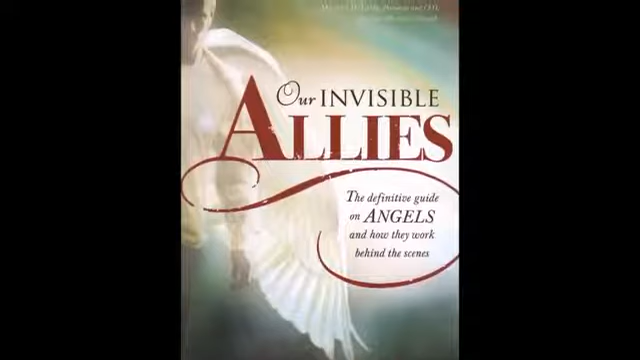 Our INVISIBLE
ALLIES
The definitive guide
on ANGELS
and how they work
behind the scenes